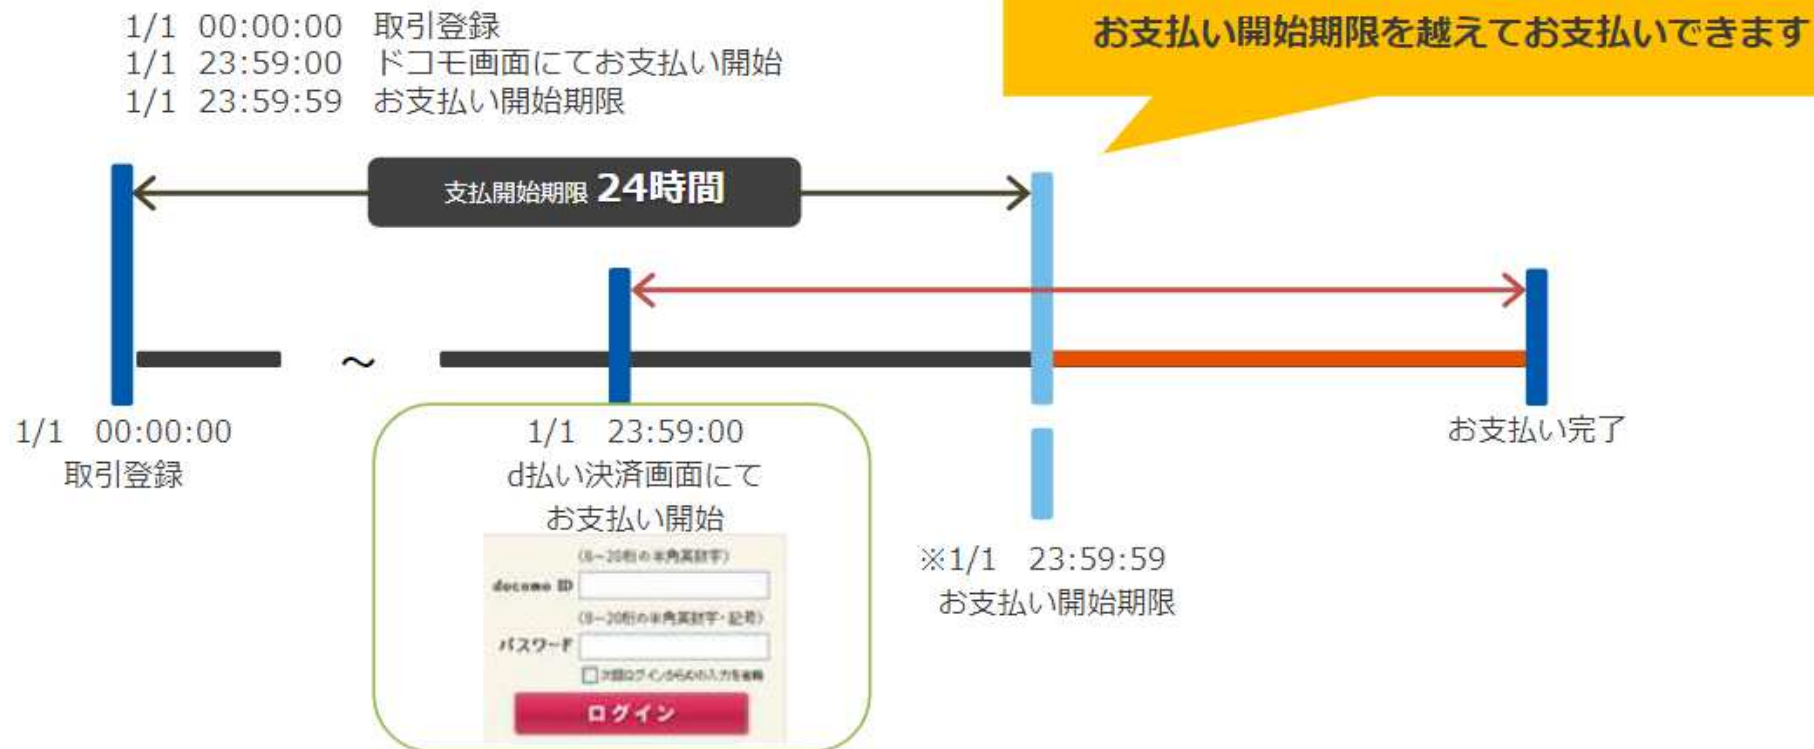 1/1 00:00:00 取引登録
1/1 23:59:00 ドコモ画面にてお支払い開始
1/1 23:59:59 お支払い開始期限
お支払い開始期限を越えてお支払いできます
支払開始期限 24時間
～
1/1 00:00:00
取引登録
1/1 23:59:00
d払い決済画面にて
お支払い開始
docomo ID
パスワード
ログイン
※1/1 23:59:59
お支払い開始期限
お支払い完了